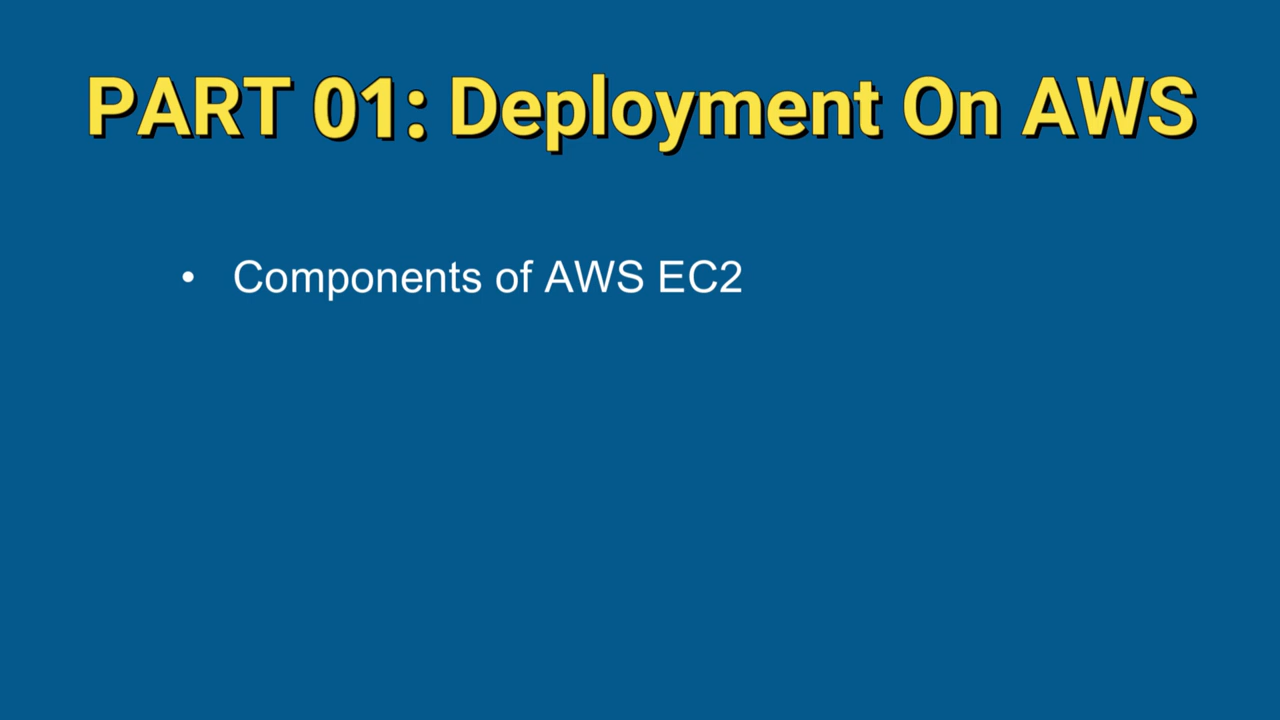 PART 01: Deployment On AWS
• Components of AWS EC2